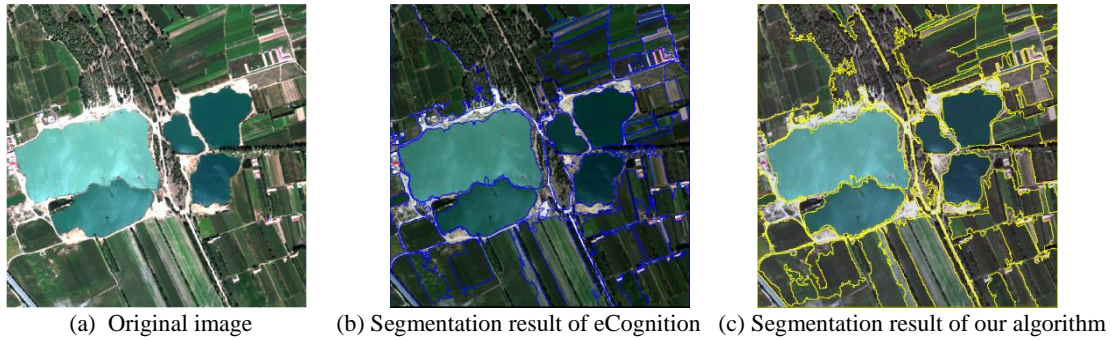 (a) Original image
(b) Segmentation result of eCognition
(c) Segmentation result of our algorithm